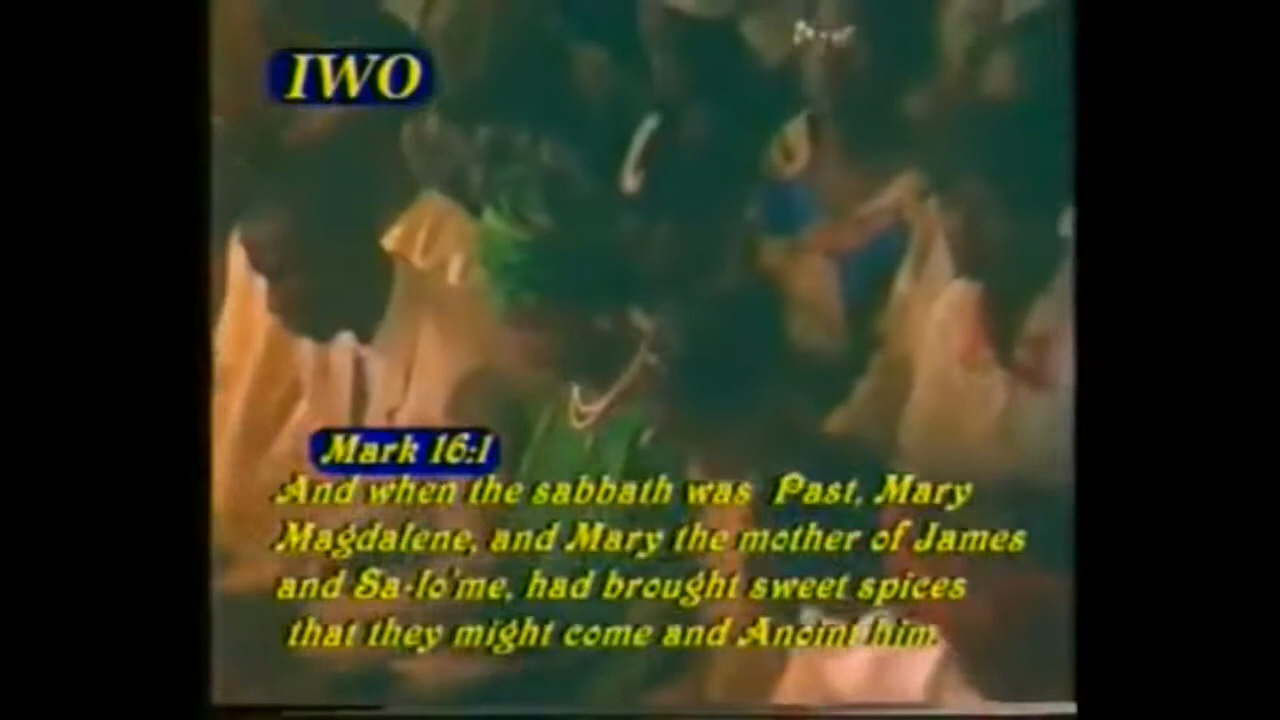 IWO
Mark 16:1
And when the sabbath was Past, Mary
Magdalene, and Mary the mother of James
and Sa-lo'me, had brought sweet spices
that they might come and Anoint him.